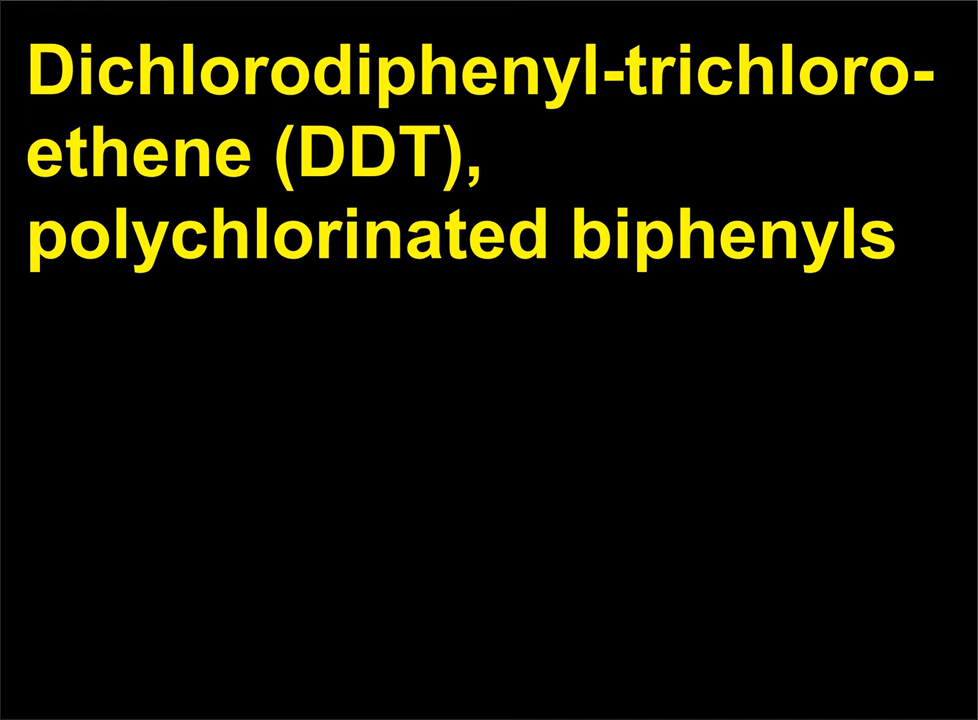 Dichlorodiphenyl-trichloro-
ethene (DDT),
polychlorinated biphenyls